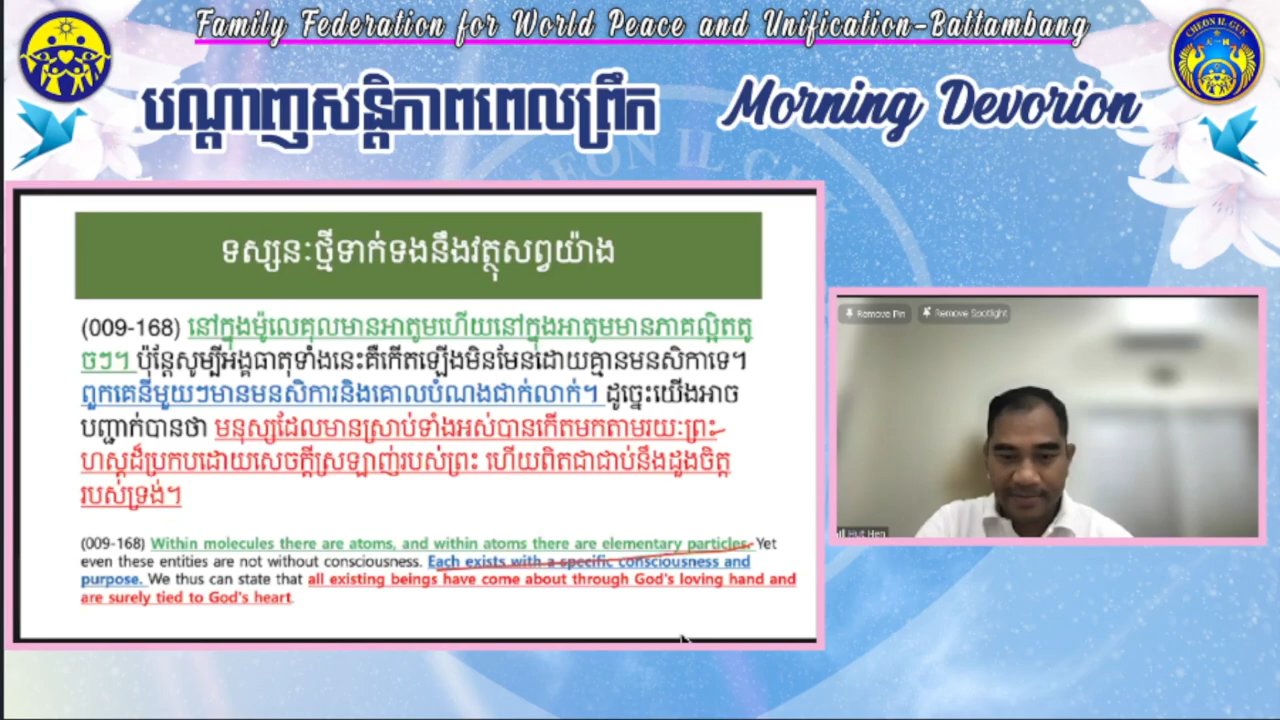 Family Federation for World Peace and Unification-Battambang
CHEON IL GUK
បណ្ដាញសន្តិភាពពេលព្រឹក
Morning Devorion
CHEON IL GUK
ទស្សនៈថ្មីទាក់ទងនឹងវត្ថុសព្វយ៉ាង
(009-168) នៅក្នុងម៉ូលេគុលមានអាតូមហើយនៅក្នុងអាតូមមានភាគល្អិតតូ
ចៗ។ ប៉ុន្តែសូម្បីអង្គធាតុទាំងនេះគឺកើតឡើងមិនមែនដោយគ្មានមនសិកាទេ។
ពួកគេនីមួយៗមានមនសិការនិងគោលបំណងជាក់លាក់។ ដូច្នេះយើងអាច
បញ្ជាក់បានថា មនុស្សដែលមានស្រាប់ទាំងអស់បានកើតមកតាមរយៈព្រះ
ហស្តដ៏ប្រកបដោយសេចក្ដីស្រឡាញ់របស់ព្រះ ហើយពិតជាជាប់នឹងដួងចិត្ត
របស់ទ្រង់។
(009-168) Within molecules there are atoms, and within atoms there are elementary particles. Yet
even these entities are not without consciousness. Each exists with a specific consciousness and
purpose. We thus can state that all existing beings have come about through God's loving hand and
are surely tied to God's heart.
Remove Pin
Remove Spotlight
Hut Hen